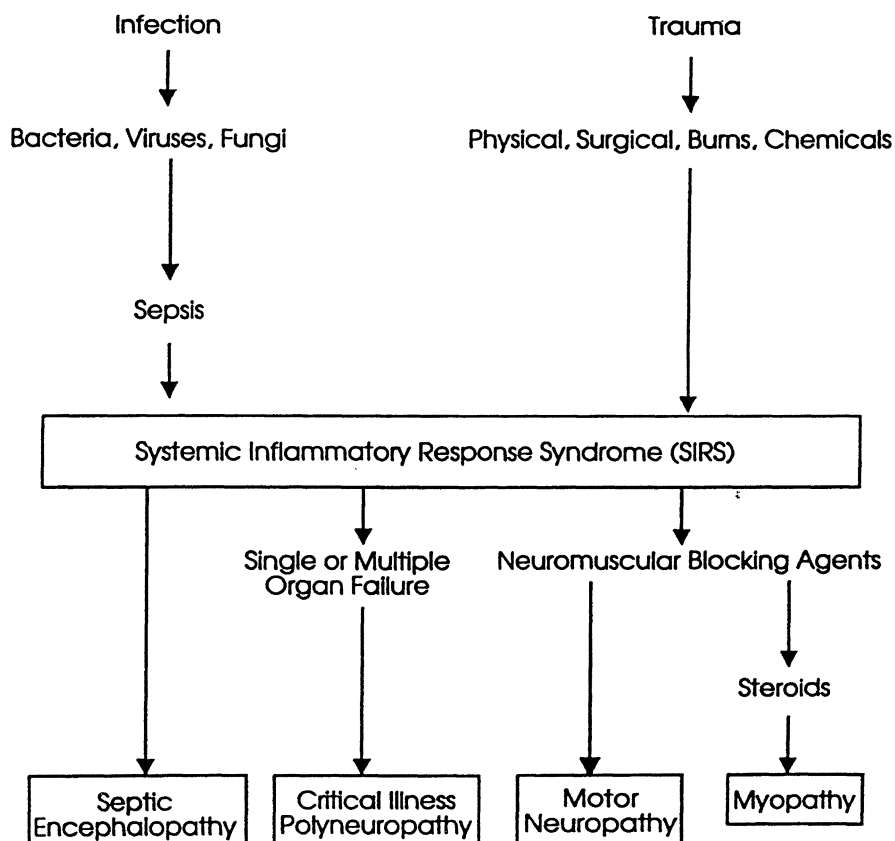 Infection
Trauma
Bacteria, Viruses, Fungi
Physical, Surgical, Burns, Chemicals
Sepsis
Systemic Inflammatory Response Syndrome (SIRS)
Single or Multiple
Organ Failure
Neuromuscular Blocking Agents
Steroids
Septic
Encephalopathy
Critical Illness
Polyneuropathy
Motor
Neuropathy
Myopathy